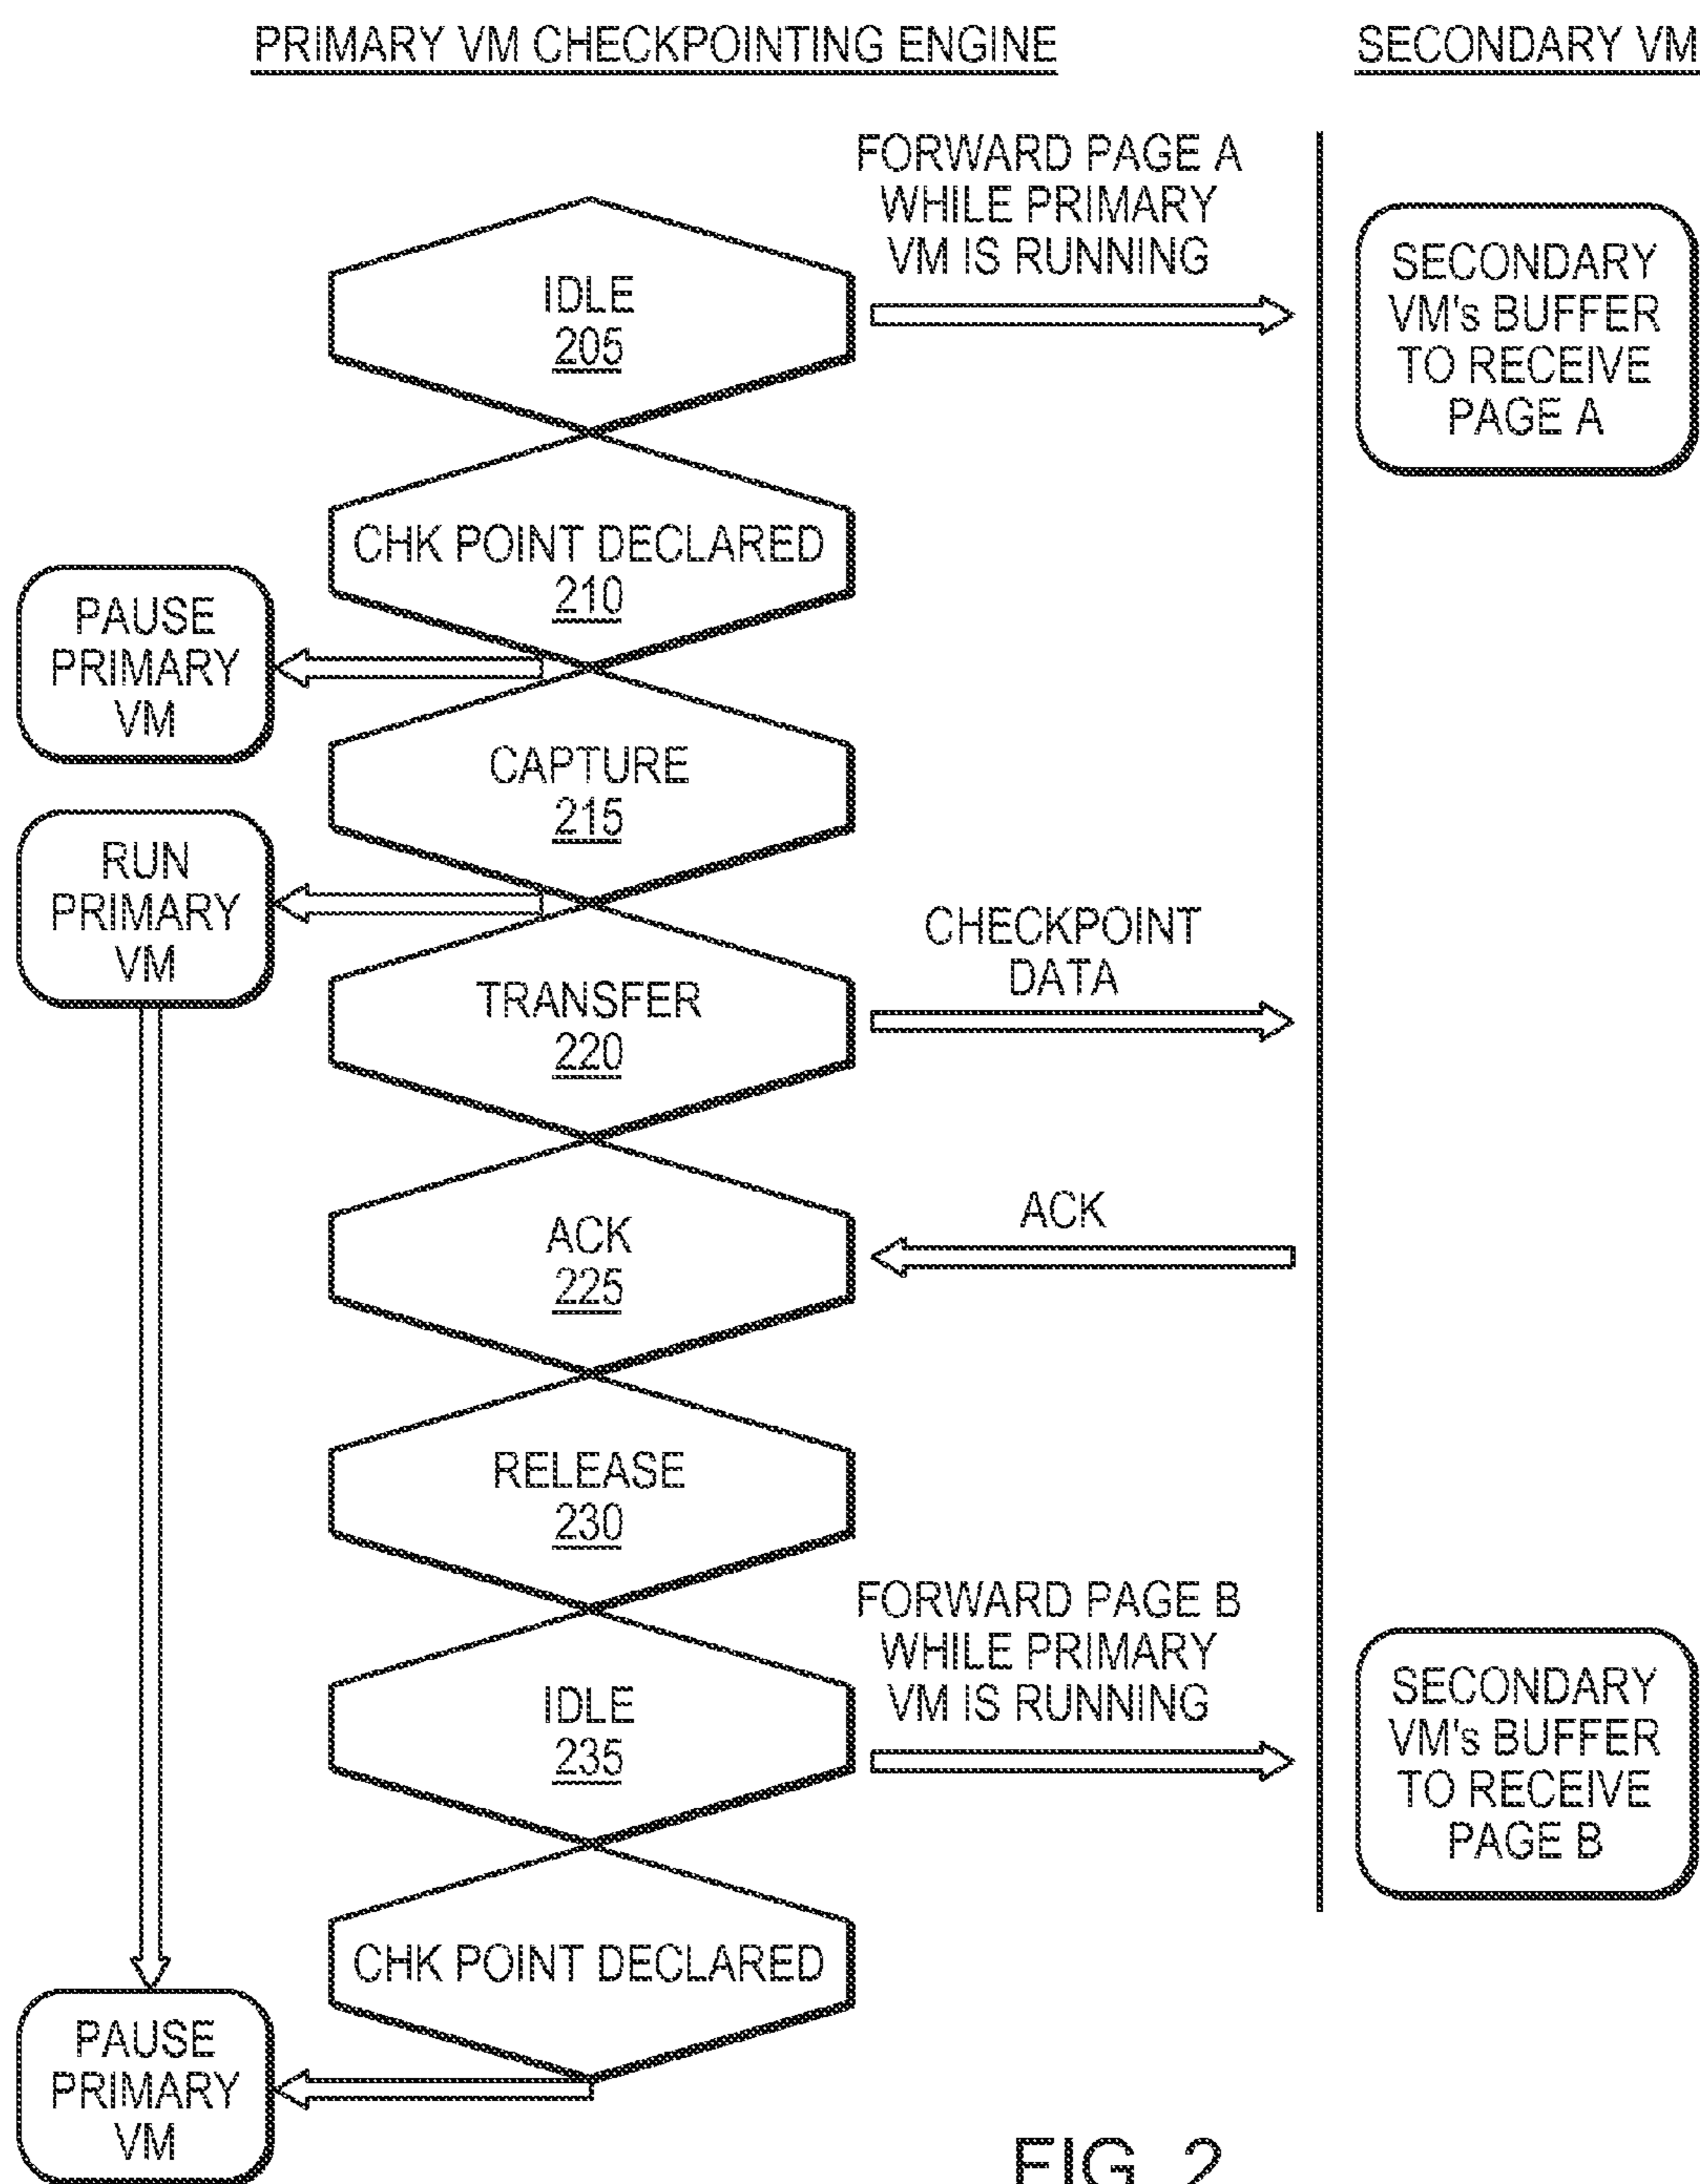 PRIMARY VM CHECKPOINTING ENGINE
SECONDARY VM
FORWARD PAGE A
WHILE PRIMARY
VM IS RUNNING
IDLE
205
SECONDARY
VM's BUFFER
TO RECEIVE
PAGE A
CHK POINT DECLARED
210
PAUSE
PRIMARY
VM
CAPTURE
215
RUN
PRIMARY
VM
TRANSFER
220
CHECKPOINT
DATA
ACK
225
ACK
RELEASE
230
FORWARD PAGE B
WHILE PRIMARY
VM IS RUNNING
IDLE
235
SECONDARY
VM's BUFFER
TO RECEIVE
PAGE B
CHK POINT DECLARED
PAUSE
PRIMARY
VM
FIG. 2